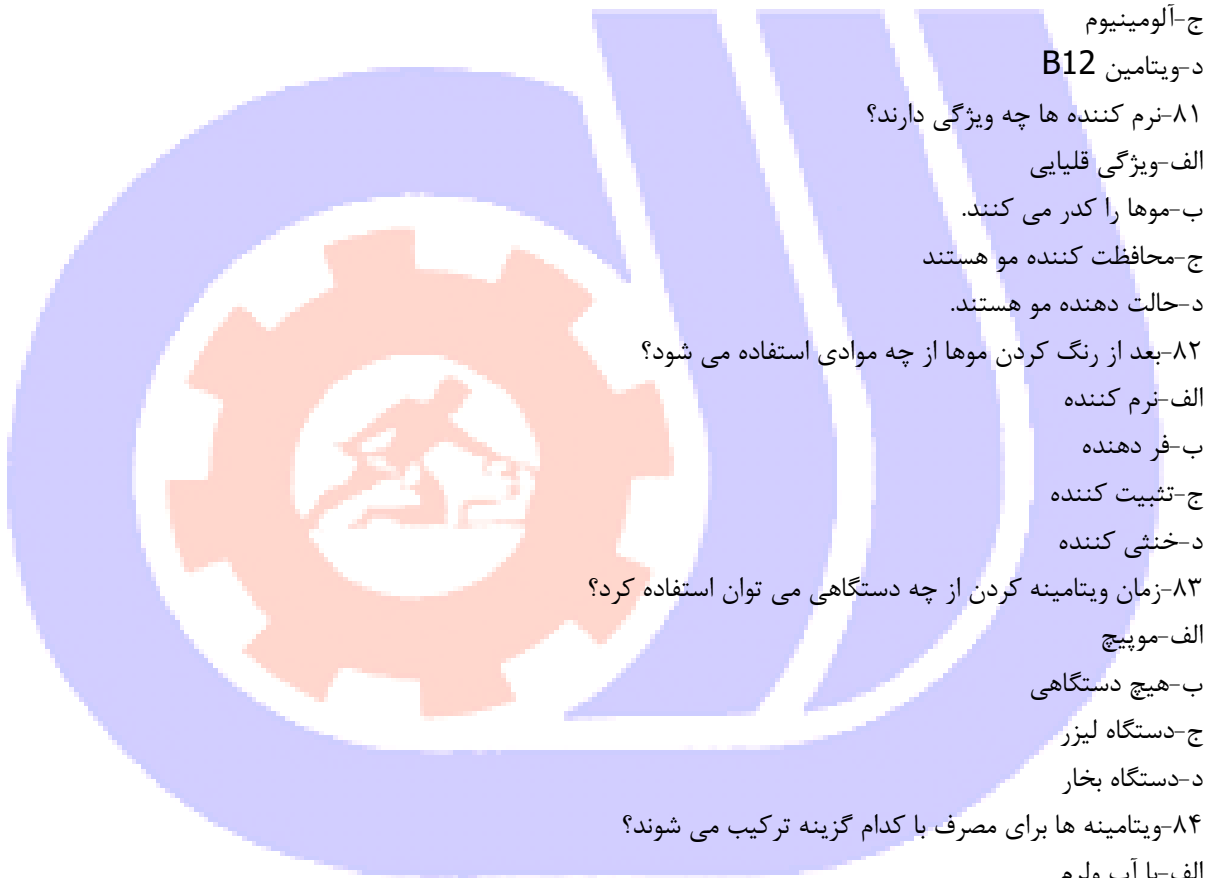 ج-آلومینیوم
د-ویتامین B12
۸۱-نرم کننده ها چه ویژگی دارند؟
الف-ویژگی قلیایی
ب-موها را کدر می کنند.
ج-محافظت کننده مو هستند
د-حالت دهنده مو هستند.
۸۲-بعد از رنگ کردن موها از چه موادی استفاده می شود؟
الف-نرم کننده
ب-فر دهنده
ج-تثبیت کننده
د-خنثی کننده
۸۳-زمان ویتامینه کردن از چه دستگاهی می توان استفاده کرد؟
الف-موپیچ
ب-هیچ دستگاهی
ج-دستگاه لیزر
د-دستگاه بخار
۸۴-ویتامینه ها برای مصرف با کدام گزینه ترکیب می شوند؟
الف-با آب ولرم